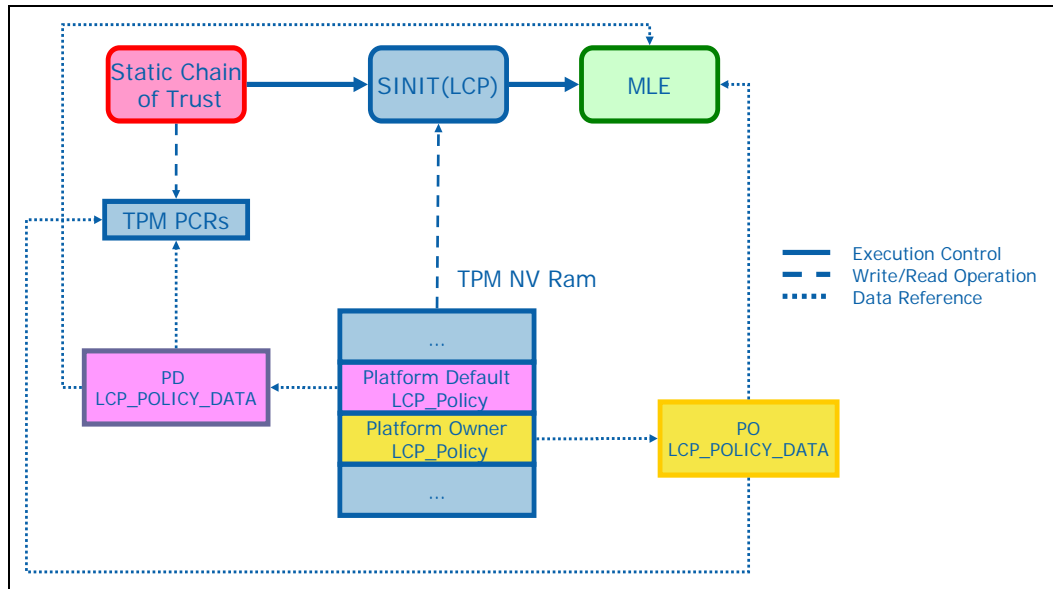 Static Chain
of Trust
SINIT(LCP)
MLE
TPM PCRs
TPM NV Ram
Execution Control
Write/Read Operation
Data Reference
...
Platform Default
LCP_Policy
Platform Owner
LCP_Policy
...
PD
LCP_POLICY_DATA
PO
LCP_POLICY_DATA